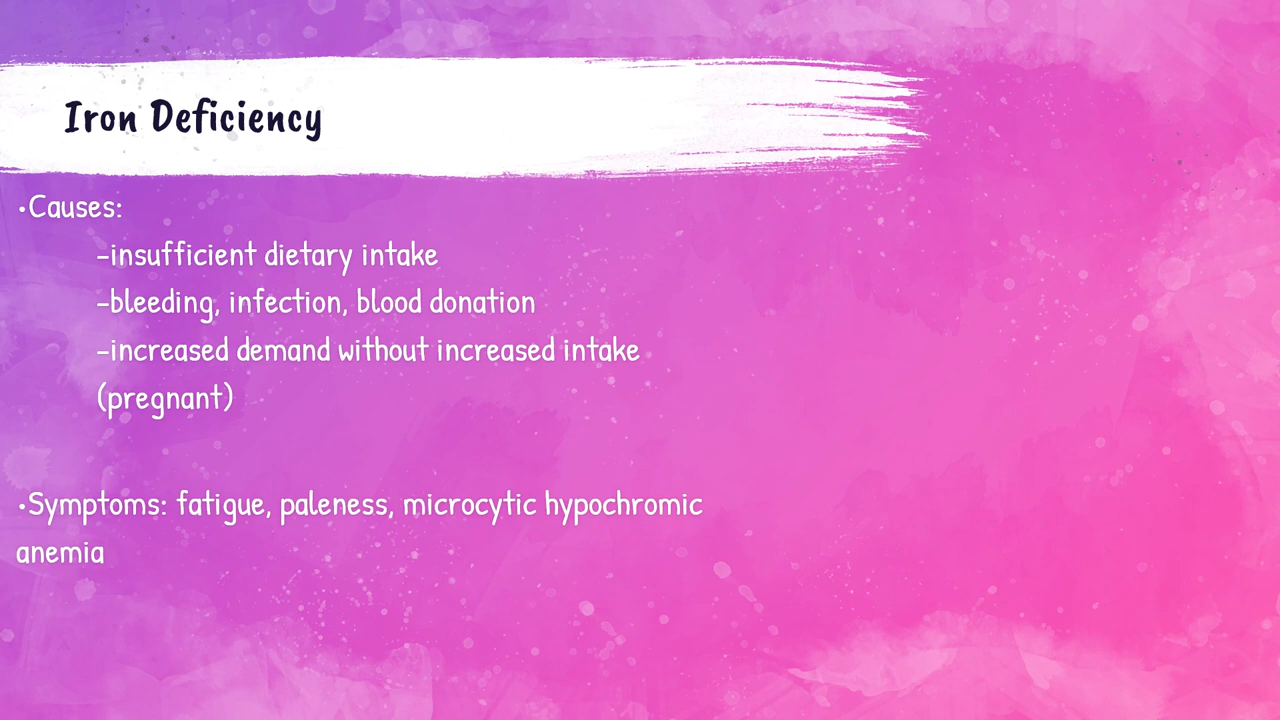 Iron Deficiency
•Causes:
-insufficient dietary intake
-bleeding, infection, blood donation
-increased demand without increased intake
(pregnant)
•Symptoms: fatigue, paleness, microcytic hypochromic
anemia